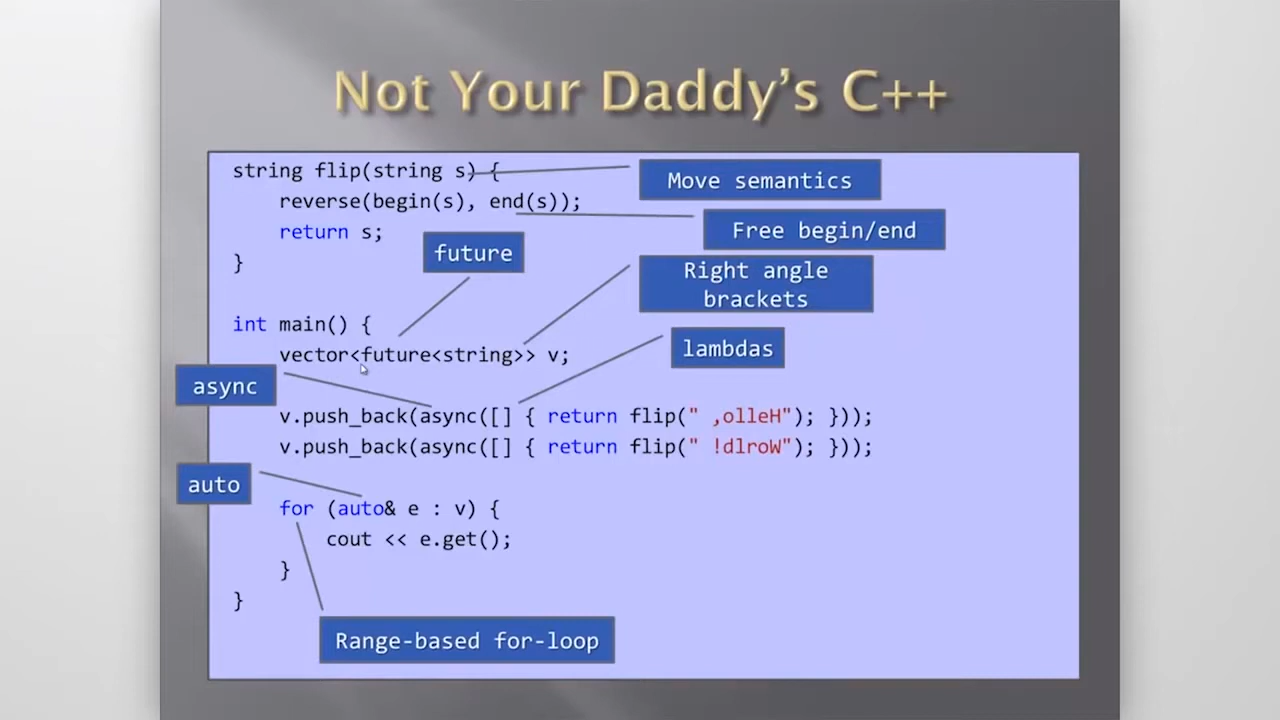 Not Your Daddy's C++
string flip(string s) {
Move semantics
reverse(begin(s), end(s));
Free begin/end
return s;
future
}
Right angle
brackets
int main() {
vector<future<string>> v;
lambdas
async
v.push_back(async([] { return flip(" ,olleH"); }));
v.push_back(async([] { return flip(" !dlroW"); }));
auto
for (auto& e : v) {
cout << e.get();
}
}
Range-based for-loop